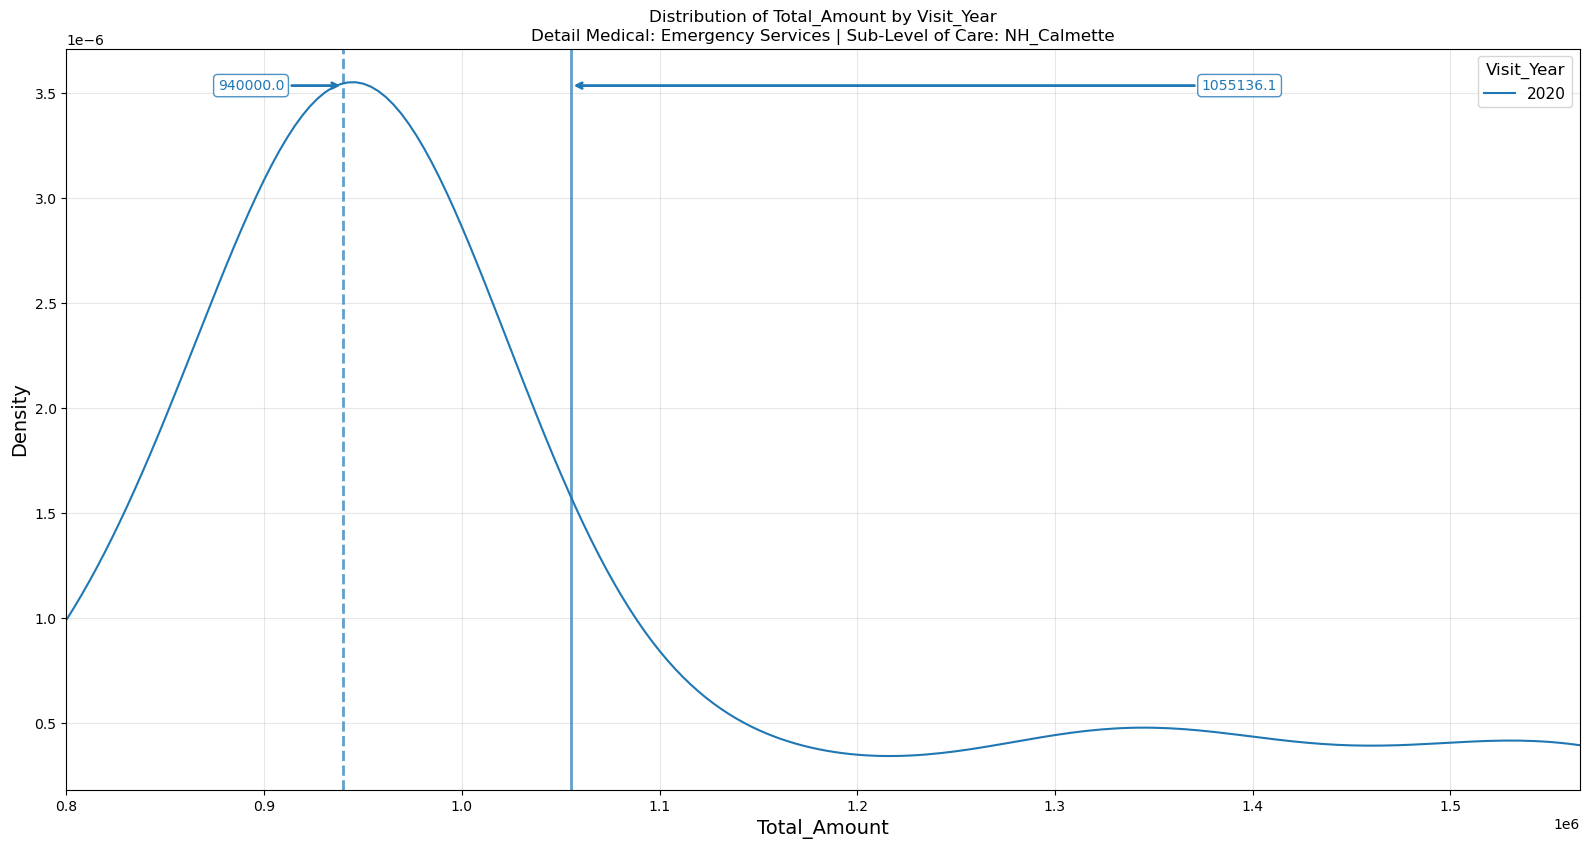 Distribution of Total_Amount by Visit_Year
Detail Medical: Emergency Services | Sub-Level of Care: NH_Calmette
1e−6
940000.0
1055136.1
Visit_Year
2020
3.5
3.0
2.5
2.0
1.5
1.0
0.5
Density
0.8 0.9 1.0 1.1 1.2 1.3 1.4 1.5
1e6
Total_Amount